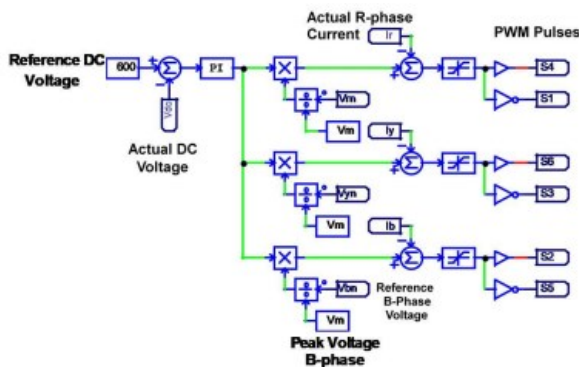 Actual R-phase
Current
Ir
PWM Pulses
Reference DC
Voltage
600
PI
S4
Vdc
Vrn
S1
Vm
Actual DC
Voltage
Iy
S6
Vyn
S3
Vm
Ib
S2
Vbn
Reference
B-Phase
Voltage
S5
Vm
Peak Voltage
B-phase